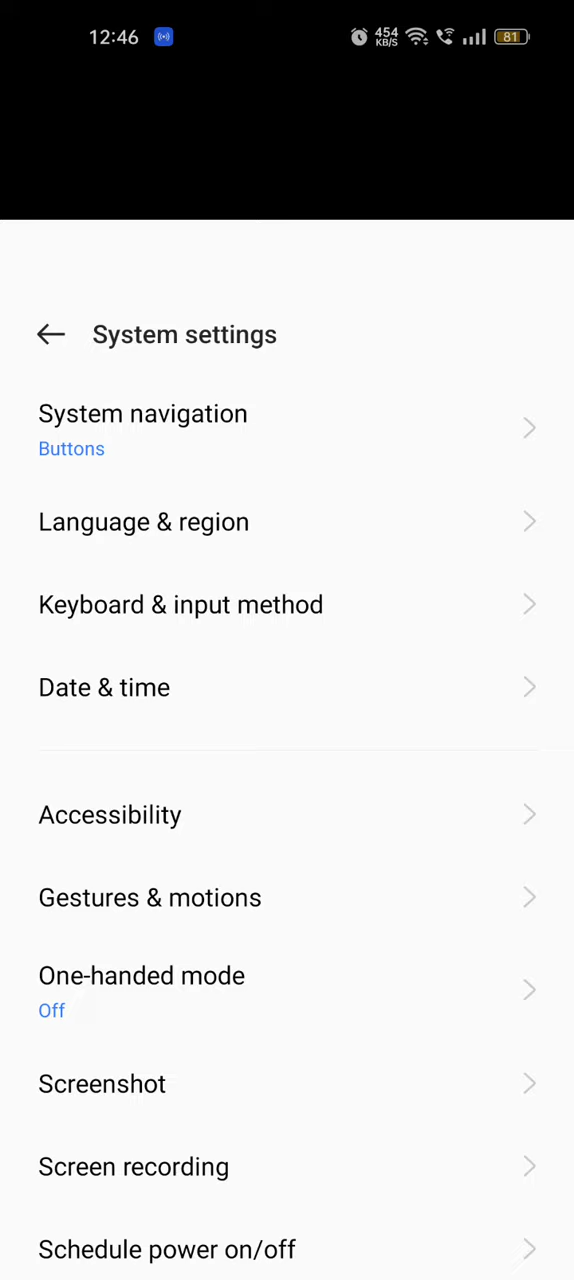 12:46
454
KB/S
81
System settings
System navigation
Buttons
Language & region
Keyboard & input method
Date & time
Accessibility
Gestures & motions
One-handed mode
Off
Screenshot
Screen recording
Schedule power on/off